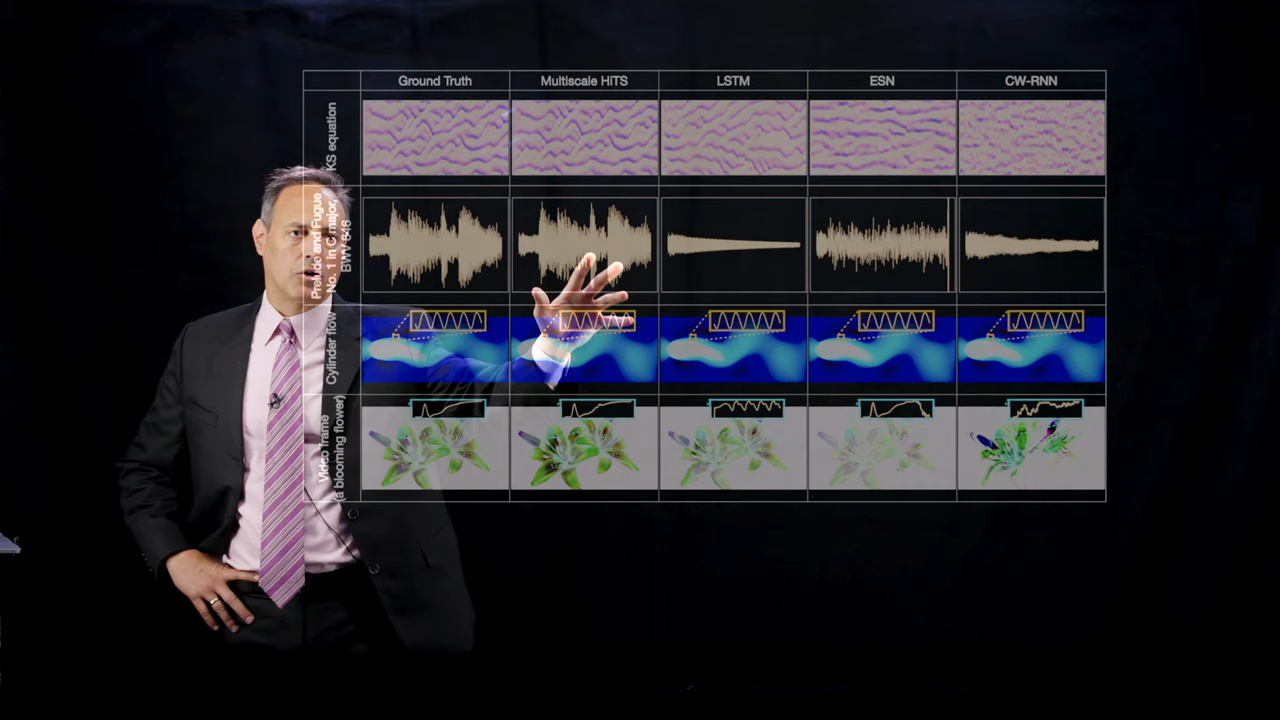 Ground Truth
Multiscale HiTS
LSTM
ESN
CW-RNN
KS equation
Prelude and Fugue
No. 1 in C major,
BWV 846
Cylinder flow
Video frame
(a blooming flower)